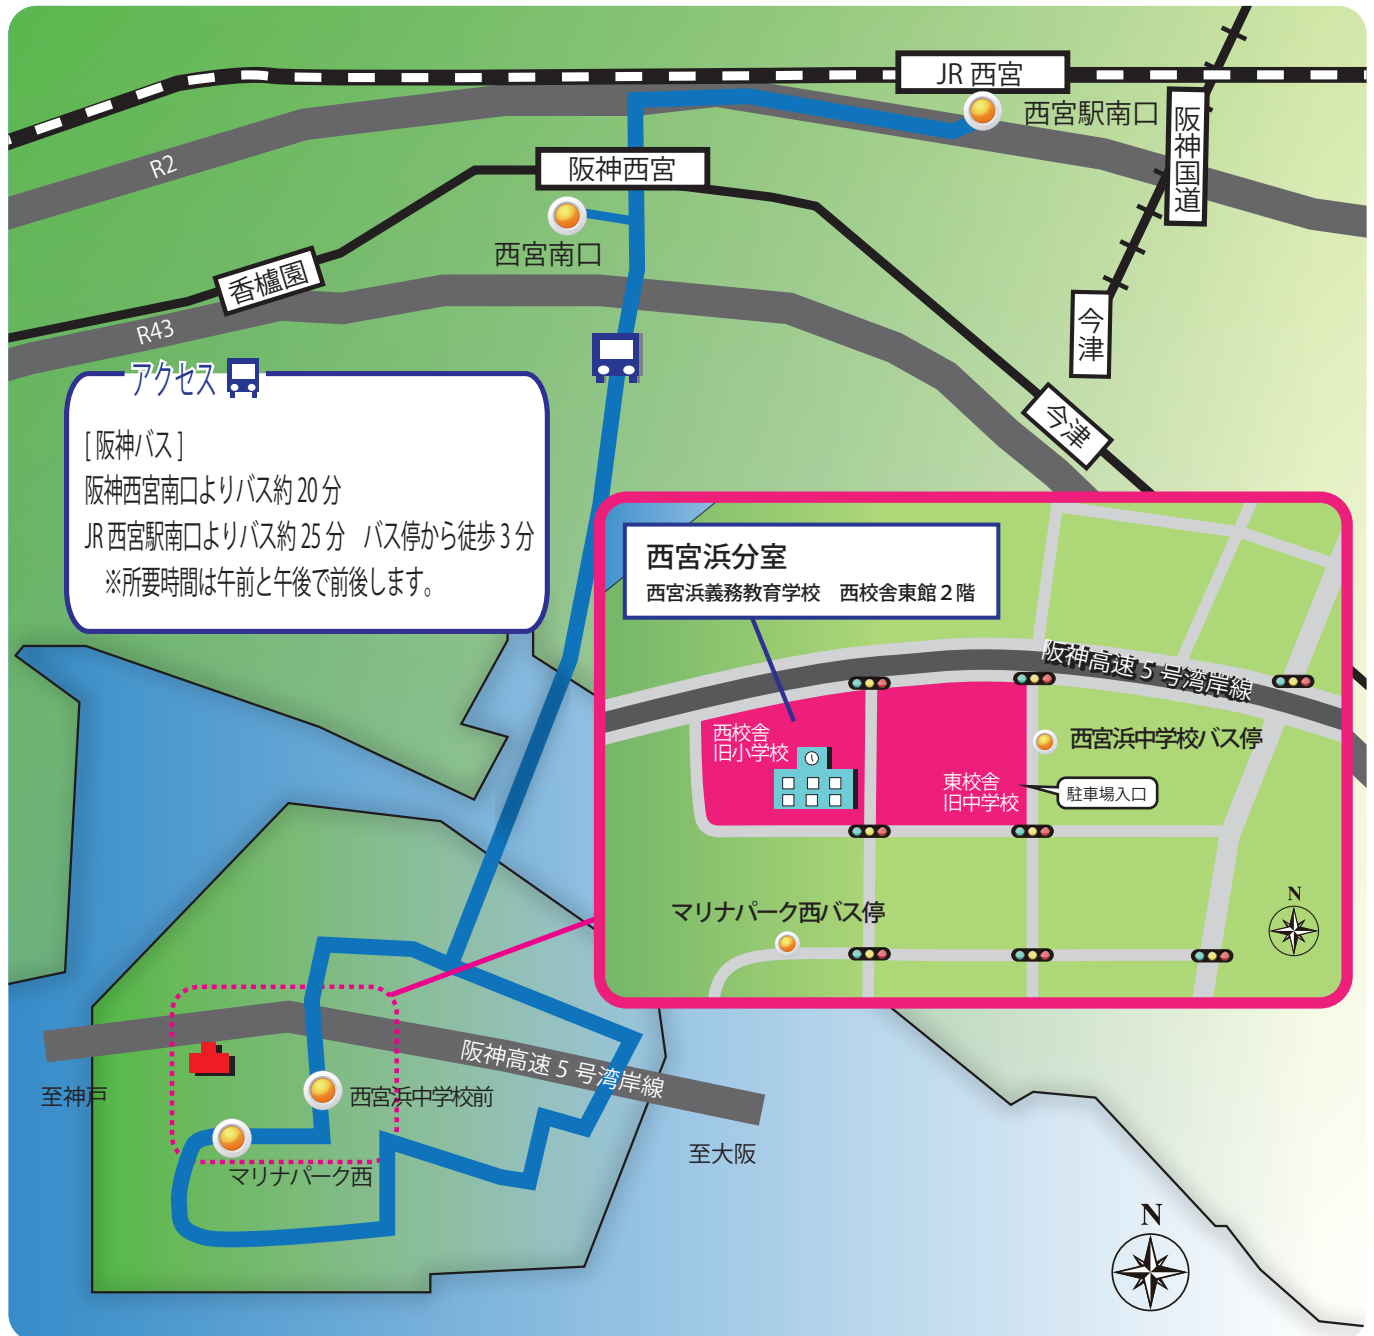 JR 西宮
西宮駅南口
阪神国道
R2
阪神西宮
西宮南口
香櫨園
R43
今津
今津
アクセス
[ 阪神バス ]
阪神西宮南口よりバス約 20 分
JR 西宮駅南口よりバス約 25 分　バス停から徒歩 3 分
※所要時間は午前と午後で前後します。
西宮浜分室
西宮浜義務教育学校　西校舎東館２階
阪神高速 5 号湾岸線
西校舎
旧小学校
西宮浜中学校バス停
東校舎
旧中学校
駐車場入口
マリナパーク西バス停
N
阪神高速 5 号湾岸線
至神戸
西宮浜中学校前
至大阪
マリナパーク西
N